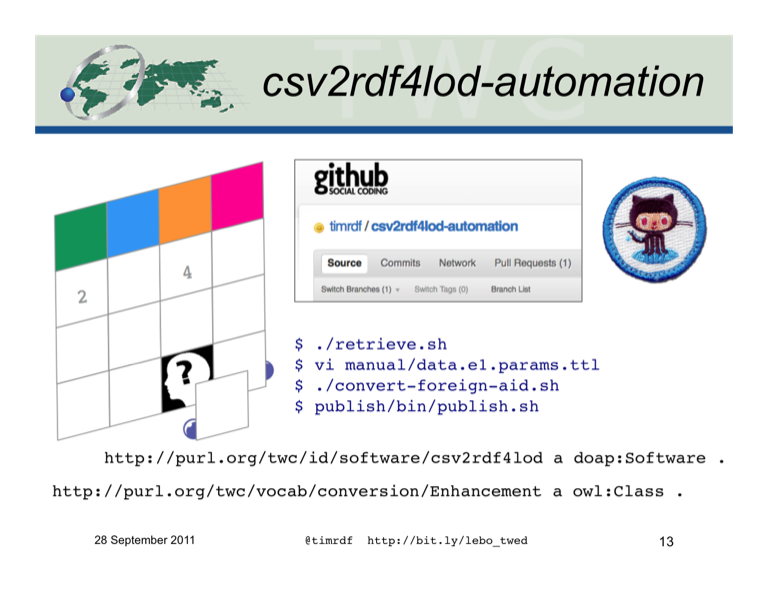 TWC
csv2rdf4lod-automation
2
4
?
github
SOCIAL CODING
timrdf / csv2rdf4lod-automation
Source Commits Network Pull Requests (1)
Switch Branches (1) Switch Tags (0) Branch List
$ ./retrieve.sh
$ vi manual/data.e1.params.ttl
$ ./convert-foreign-aid.sh
$ publish/bin/publish.sh
http://purl.org/twc/id/software/csv2rdf4lod a doap:Software .
http://purl.org/twc/vocab/conversion/Enhancement a owl:Class .
28 September 2011 @timrdf http://bit.ly/lebo_twed 13